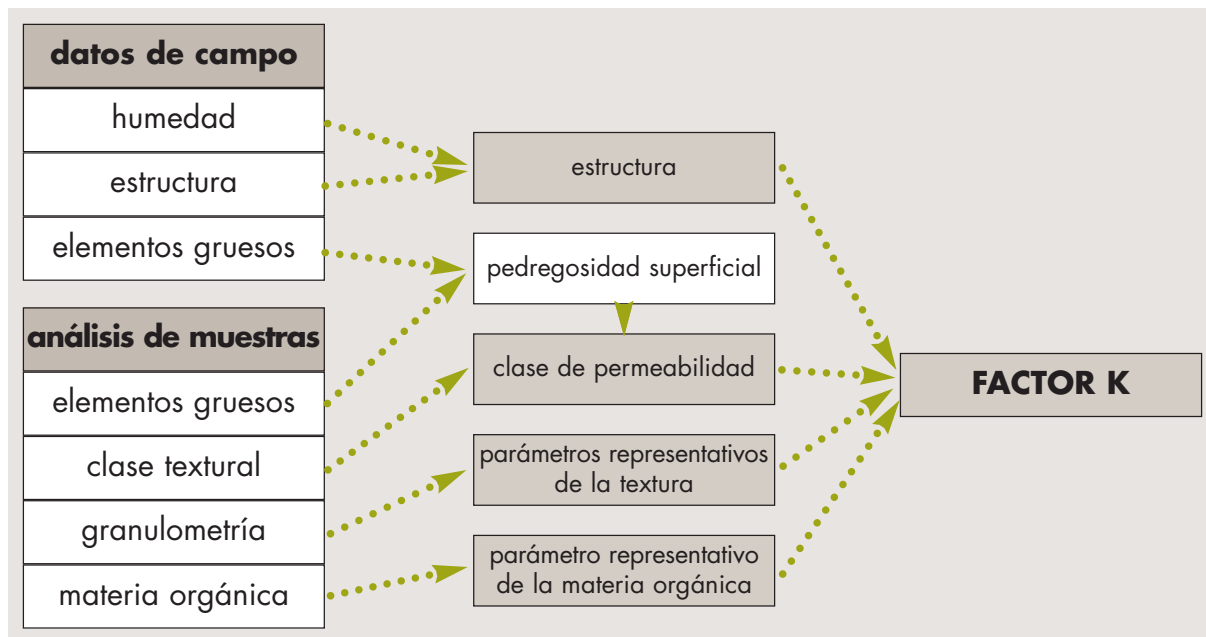 datos de campo
humedad
estructura
elementos gruesos
análisis de muestras
elementos gruesos
clase textural
granulometría
materia orgánica
estructura
pedregosidad superficial
clase de permeabilidad
parámetros representativos
de la textura
parámetro representativo
de la materia orgánica
FACTOR K